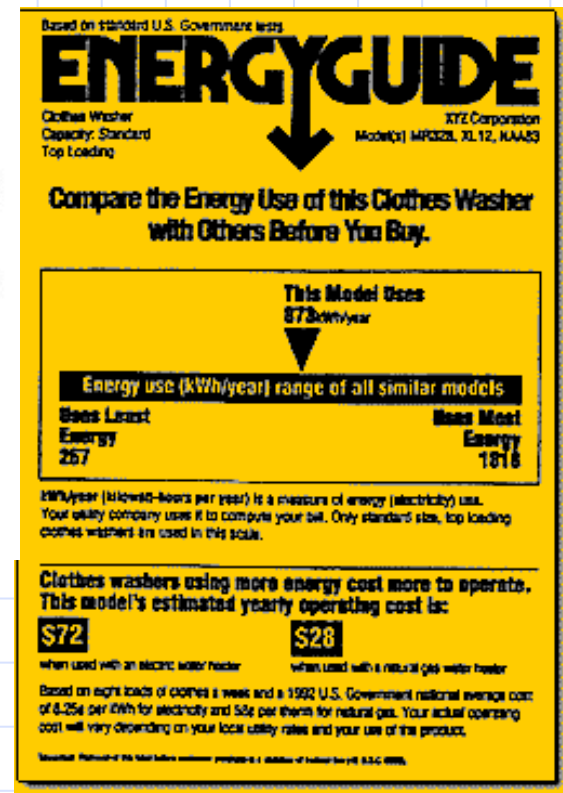 Based on standard U.S. Government tests
ENERGYGUIDE
Clothes Washer
Capacity: Standard
Top Loading
XYZ Corporation
Model(s) MR328, XL12, NAA83
Compare the Energy Use of this Clothes Washer
with Others Before You Buy.
This Model Uses
873kWh/year
Energy use (kWh/year) range of all similar models
Uses Least
Energy
267
Uses Most
Energy
1818
kWh/year (kilowatt-hours per year) is a measure of energy (electricity) use.
Your utility company uses it to compute your bill. Only standard size, top loading
clothes washers are used in this scale.
Clothes washers using more energy cost more to operate.
This model's estimated yearly operating cost is:
$72
$28
when used with an electric water heater
when used with a natural gas water heater
Based on eight loads of clothes a week and a 1992 U.S. Government national average cost
of 8.25¢ per kWh for electricity and 58¢ per therm for natural gas. Your actual operating
cost will vary depending on your local utility rates and your use of the product.